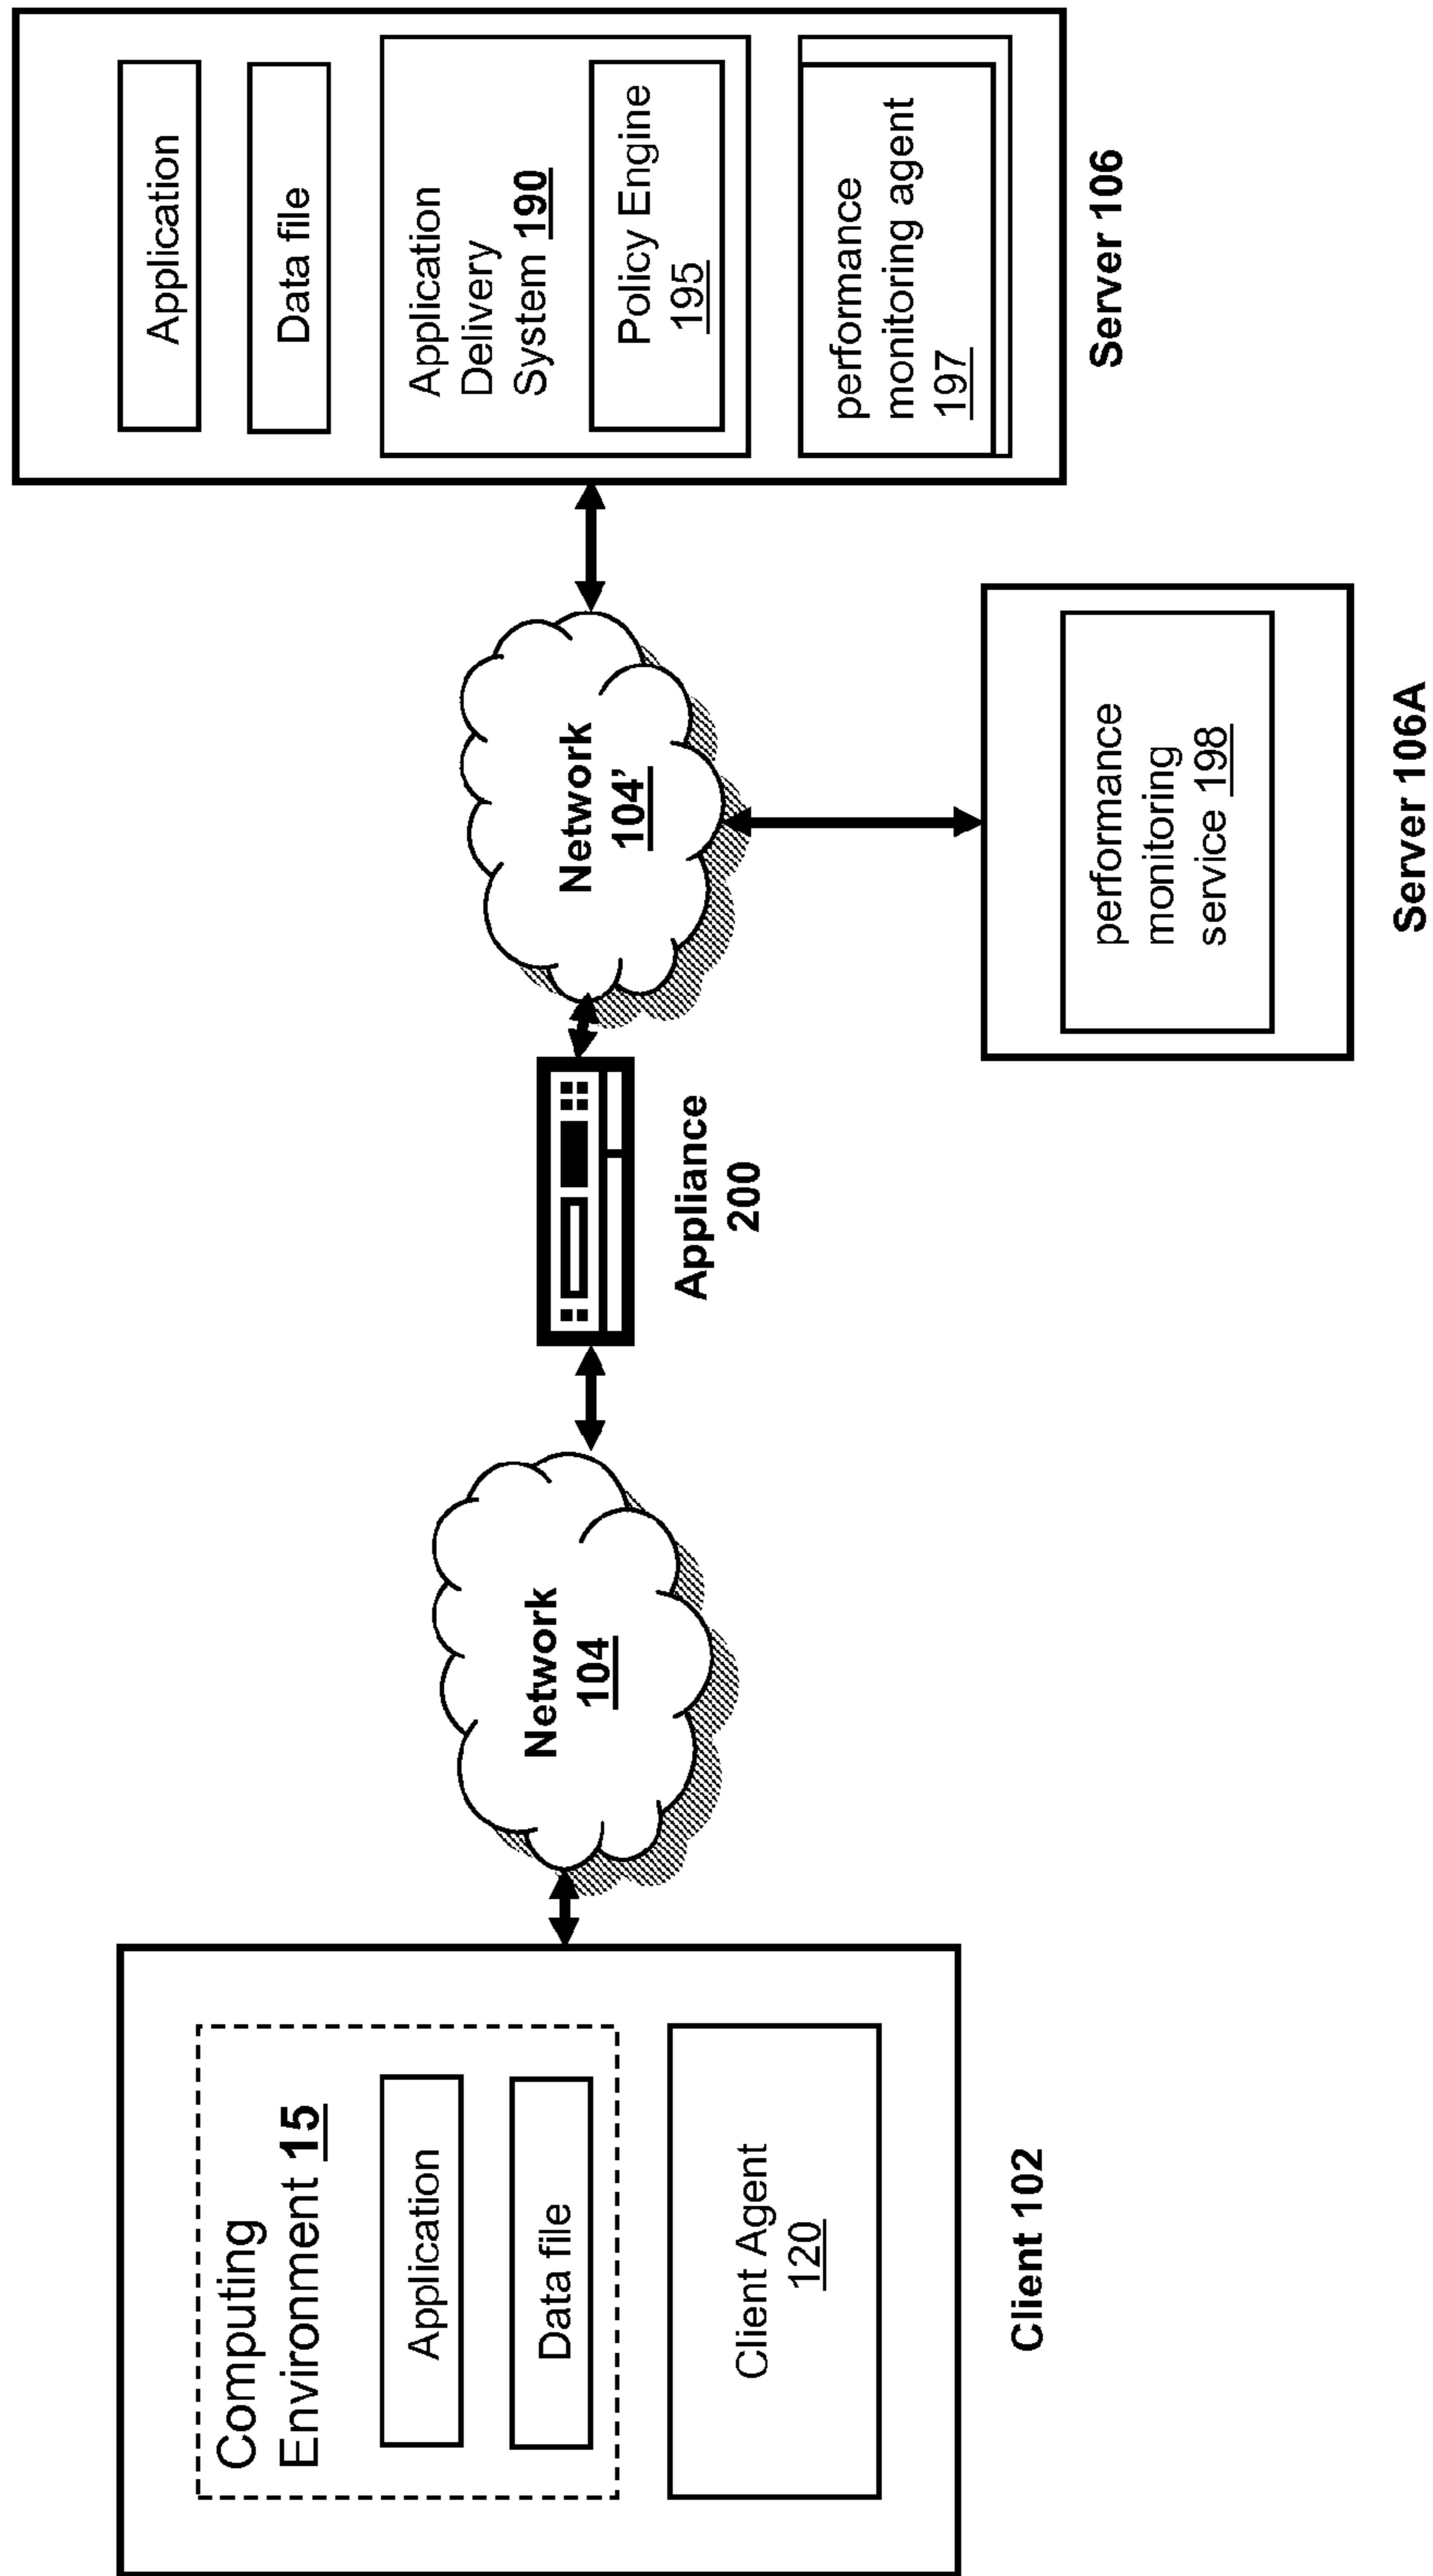 Computing
Environment 15
Application
Data file
Client Agent
120
Client 102
Network
104
Appliance
200
Network
104'
performance
monitoring
service 198
Server 106A
Application
Data file
Application
Delivery
System 190
Policy Engine
195
performance
monitoring agent
197
Server 106